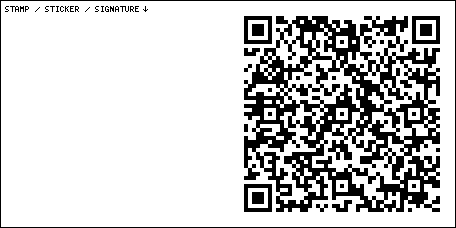 STAMP / STICKER / SIGNATURE ↓